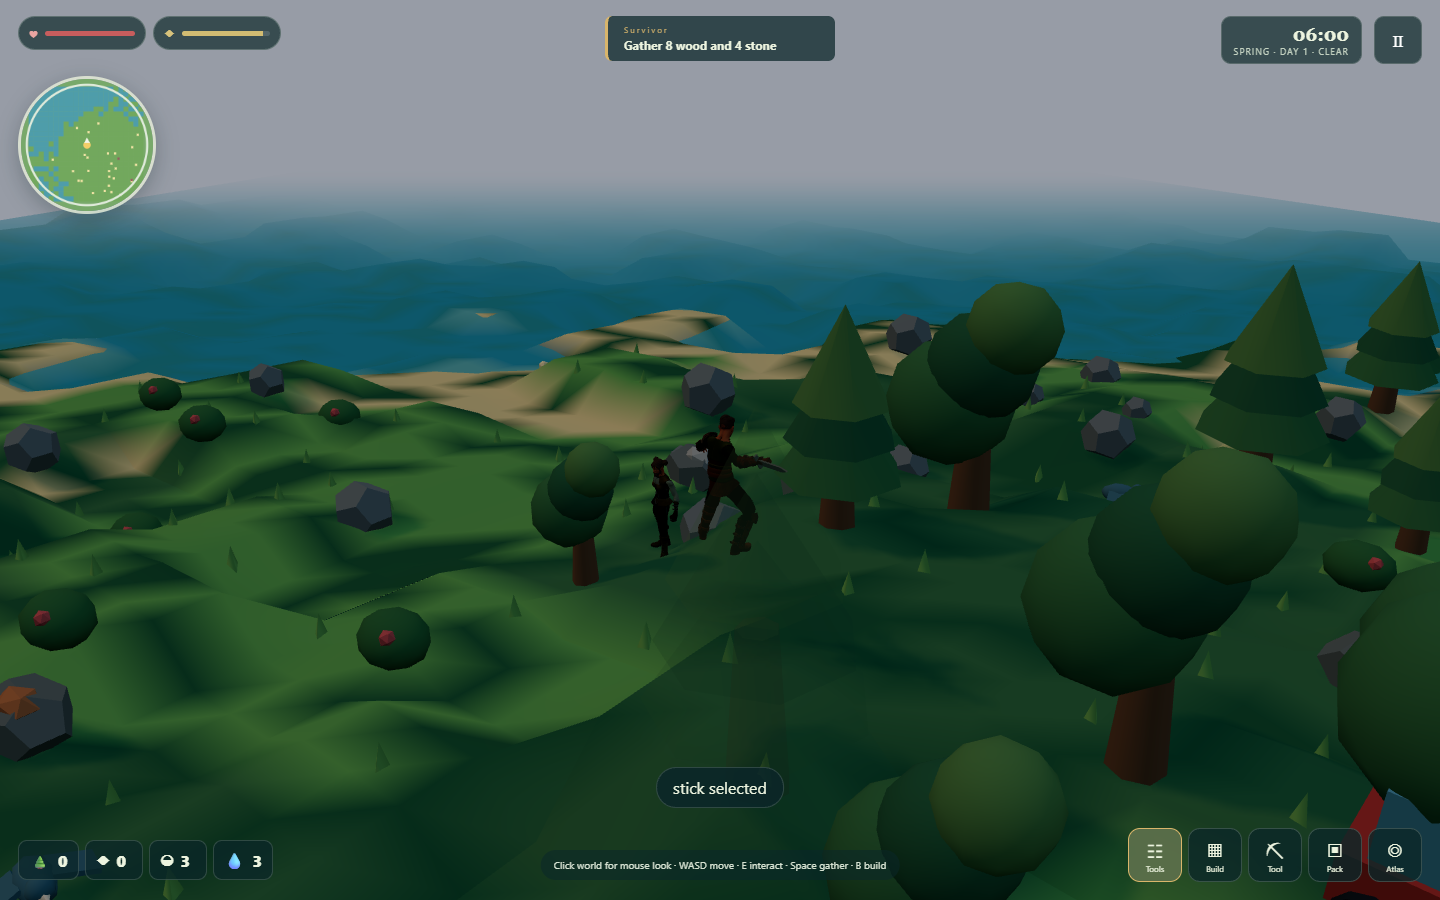 Survivor
Gather 8 wood and 4 stone
06:00
SPRING · DAY 1 · CLEAR
II
stick selected
0
0
3
3
Click world for mouse look · WASD move · E interact · Space gather · B build
Tools
Build
Tool
Pack
Atlas